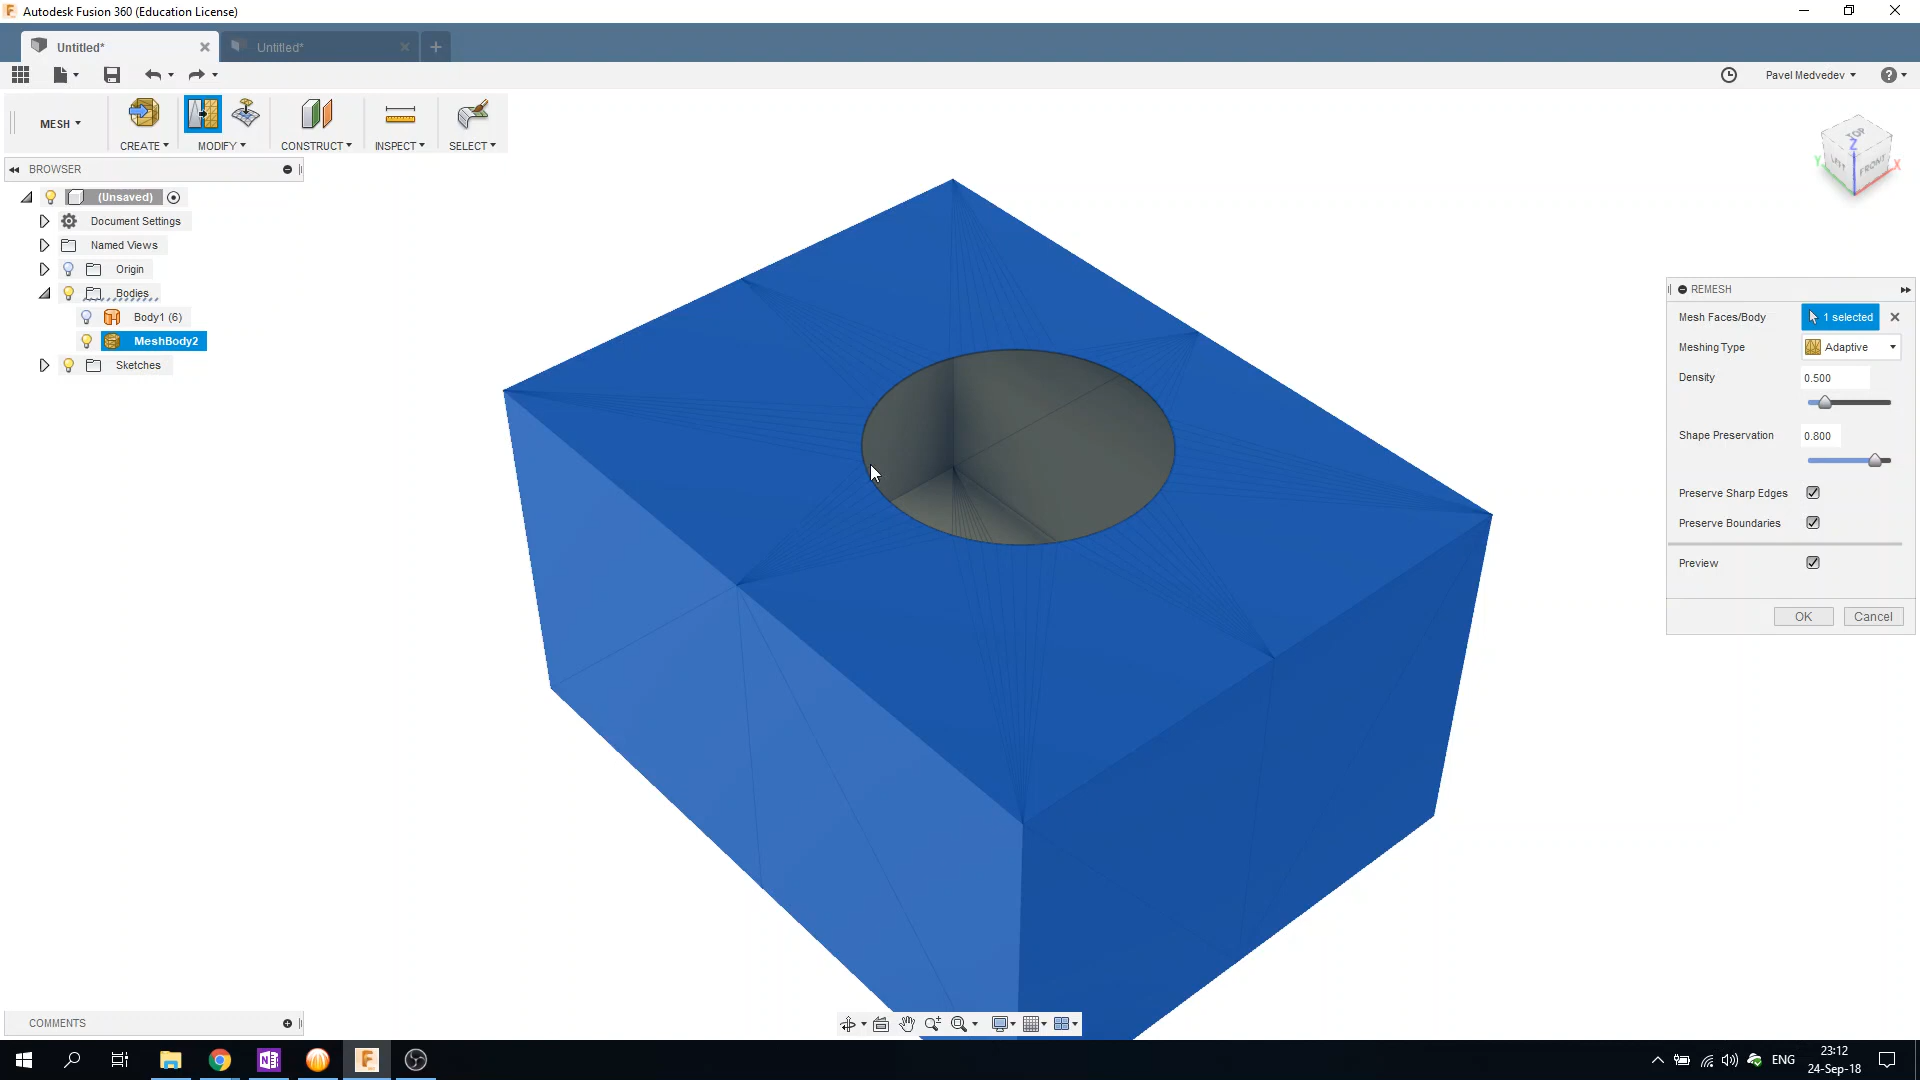 Autodesk Fusion 360 (Education License)
Untitled*
Untitled*
Pavel Medvedev
MESH
CREATE
MODIFY
CONSTRUCT
INSPECT
SELECT
BROWSER
(Unsaved)
Document Settings
Named Views
Origin
Bodies
Body1 (6)
MeshBody2
Sketches
TOP
LEFT
FRONT
Z
Y
X
REMESH
Mesh Faces/Body
1 selected
Meshing Type
Adaptive
Density
0.500
Shape Preservation
0.800
Preserve Sharp Edges
Preserve Boundaries
Preview
OK
Cancel
COMMENTS
ENG
23:12
24-Sep-18